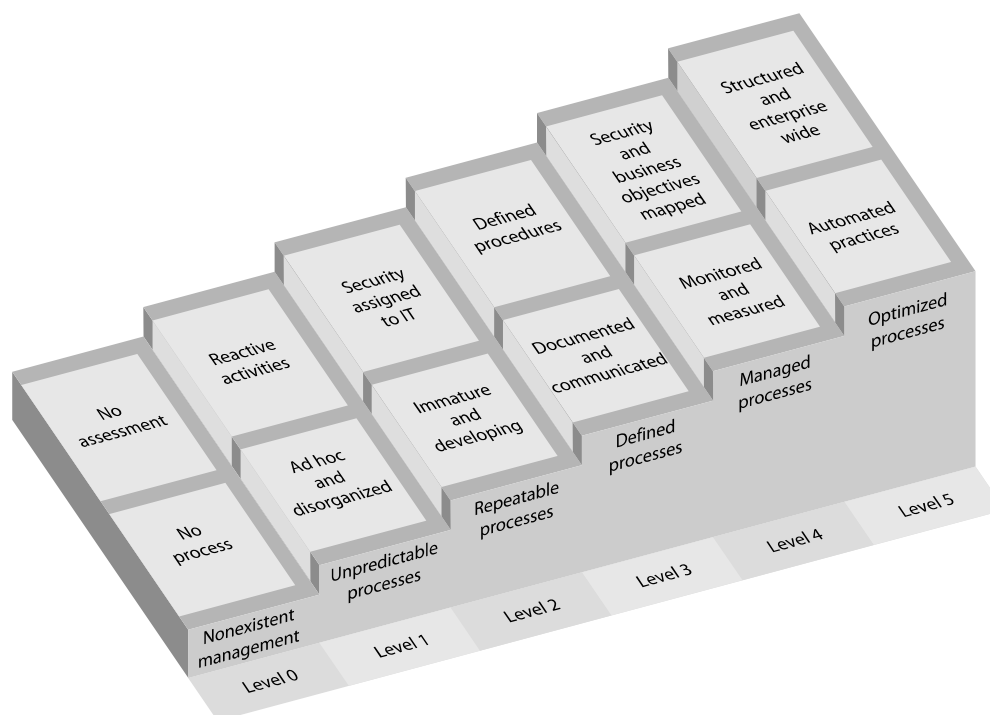 No
assessment
No
process
Nonexistent
management
Level 0
Reactive
activities
Ad hoc
and
disorganized
Unpredictable
processes
Level 1
Security
assigned
to IT
Immature
and
developing
Repeatable
processes
Level 2
Defined
procedures
Documented
and
communicated
Defined
processes
Level 3
Security
and
business
objectives
mapped
Monitored
and
measured
Managed
processes
Level 4
Structured
and
enterprise
wide
Automated
practices
Optimized
processes
Level 5